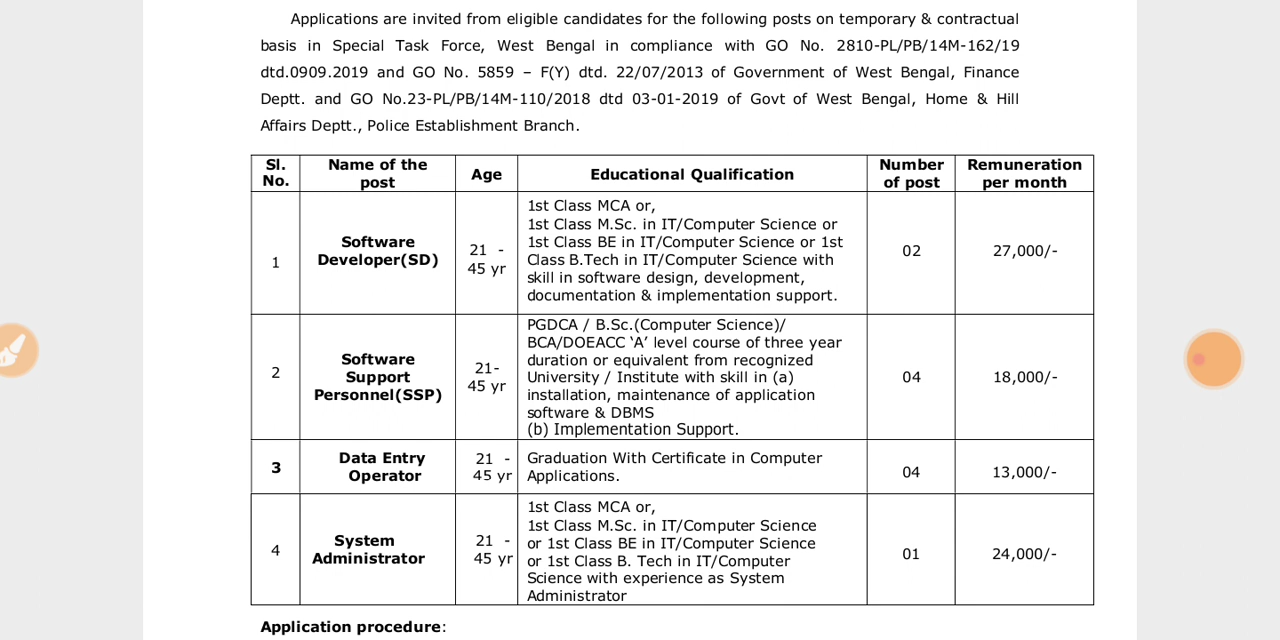 Applications are invited from eligible candidates for the following posts on temporary & contractual
basis in Special Task Force, West Bengal in compliance with GO No. 2810-PL/PB/14M-162/19
dtd.0909.2019 and GO No. 5859 – F(Y) dtd. 22/07/2013 of Government of West Bengal, Finance
Deptt. and GO No.23-PL/PB/14M-110/2018 dtd 03-01-2019 of Govt of West Bengal, Home & Hill
Affairs Deptt., Police Establishment Branch.
Sl.
No.
Name of the
post
Age
Educational Qualification
Number
of post
Remuneration
per month
1
Software
Developer(SD)
21 -
45 yr
1st Class MCA or,
1st Class M.Sc. in IT/Computer Science or
1st Class BE in IT/Computer Science or 1st
Class B.Tech in IT/Computer Science with
skill in software design, development,
documentation & implementation support.
02
27,000/-
2
Software
Support
Personnel(SSP)
21-
45 yr
PGDCA / B.Sc.(Computer Science)/
BCA/DOEACC ‘A’ level course of three year
duration or equivalent from recognized
University / Institute with skill in (a)
installation, maintenance of application
software & DBMS
(b) Implementation Support.
04
18,000/-
3
Data Entry
Operator
21 -
45 yr
Graduation With Certificate in Computer
Applications.
04
13,000/-
4
System
Administrator
21 -
45 yr
1st Class MCA or,
1st Class M.Sc. in IT/Computer Science
or 1st Class BE in IT/Computer Science
or 1st Class B. Tech in IT/Computer
Science with experience as System
Administrator
01
24,000/-
Application procedure: